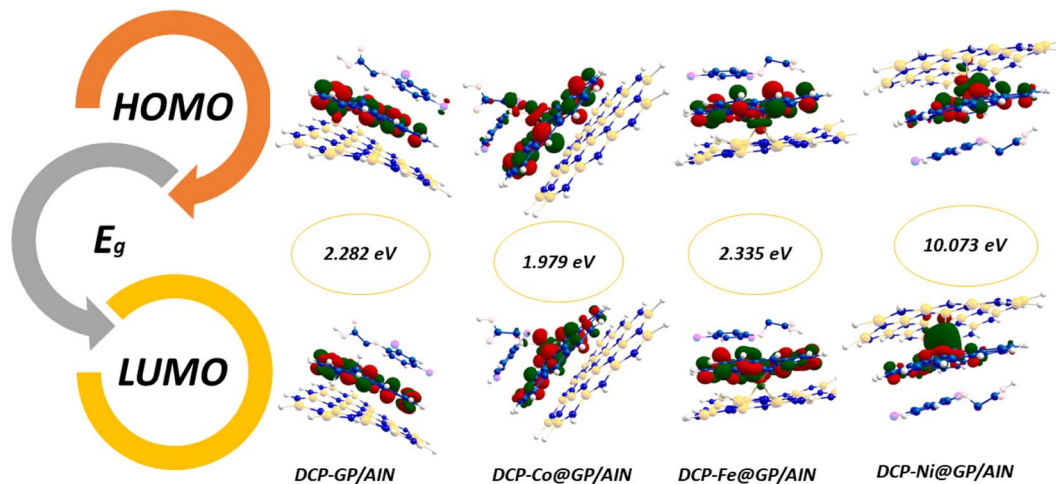 HOMO
Eg
LUMO
2.282 eV
1.979 eV
2.335 eV
10.073 eV
DCP-GP/AlN
DCP-Co@GP/AlN
DCP-Fe@GP/AlN
DCP-Ni@GP/AlN